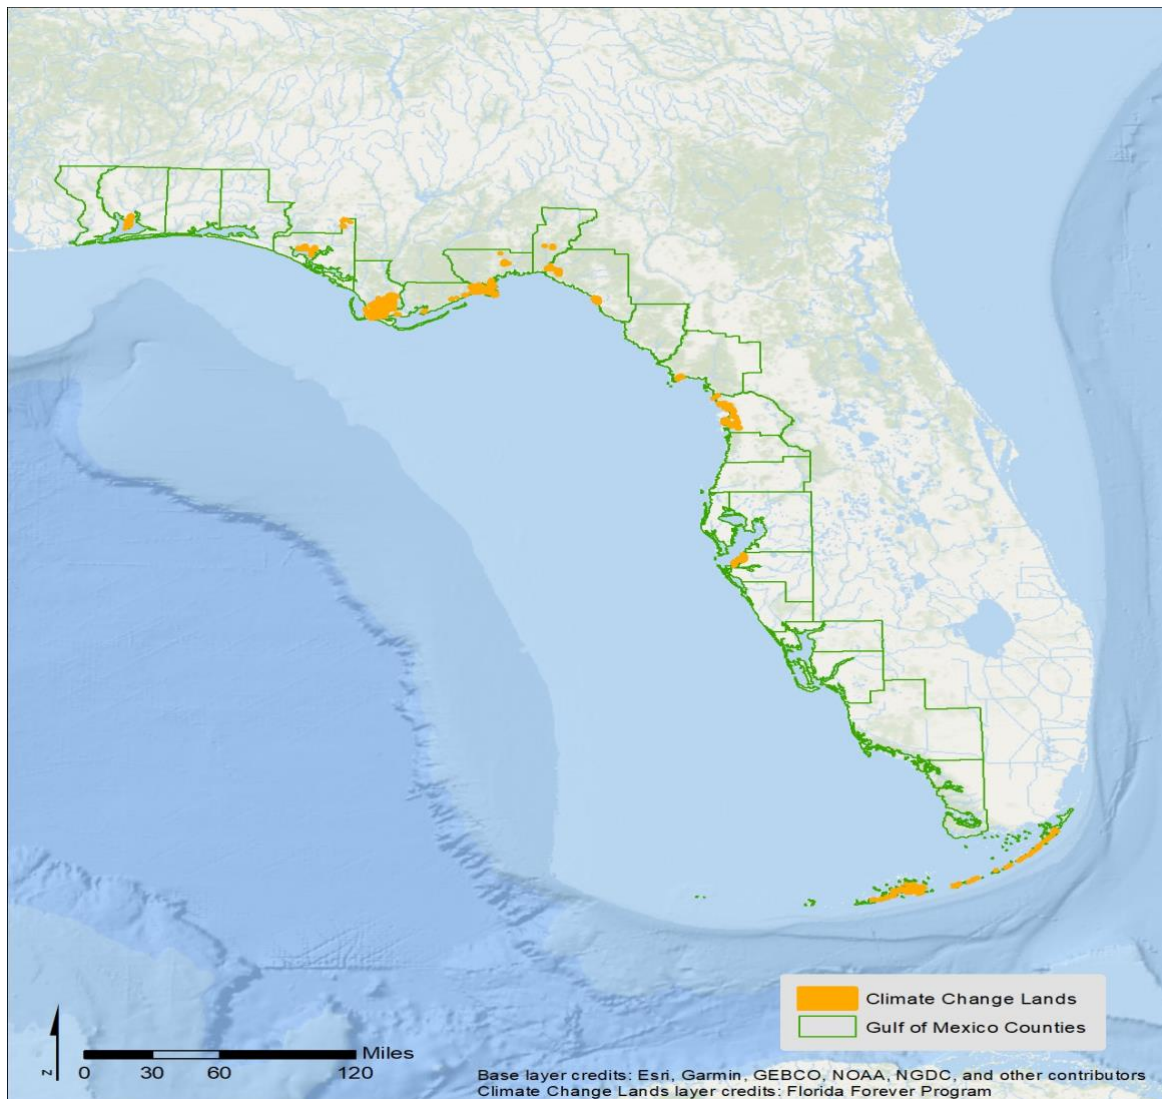 Climate Change Lands
Gulf of Mexico Counties
Miles
0 30 60 120
N
Base layer credits: Esri, Garmin, GEBCO, NOAA, NGDC, and other contributors
Climate Change Lands layer credits: Florida Forever Program